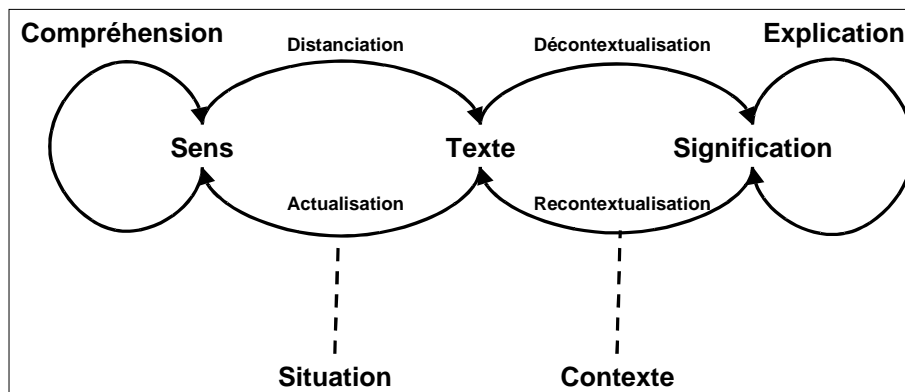 Compréhension
Explication
Distanciation
Décontextualisation
Sens
Texte
Signification
Actualisation
Recontextualisation
Situation
Contexte